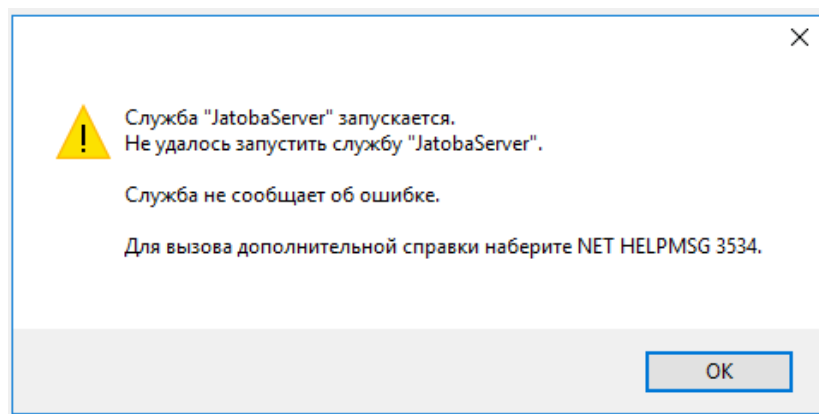 Служба "JatobaServer" запускается.
Не удалось запустить службу "JatobaServer".
Служба не сообщает об ошибке.
Для вызова дополнительной справки наберите NET HELPMSG 3534.
ОК